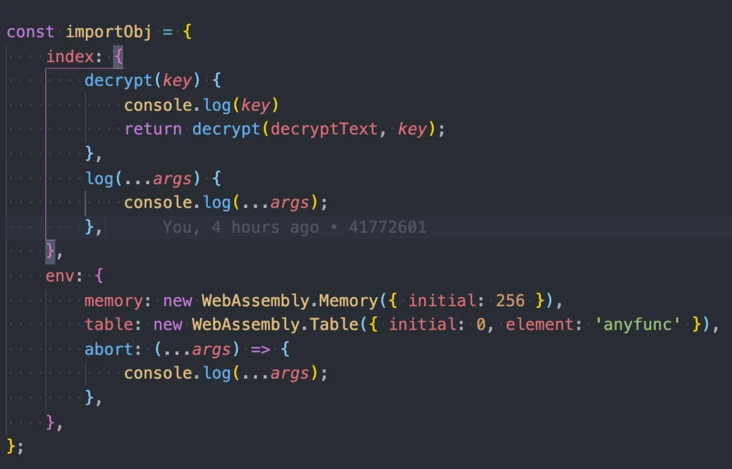 const importObj = {
index: {
decrypt(key) {
console.log(key)
return decrypt(decryptText, key);
},
log(...args) {
console.log(...args);
}, You, 4 hours ago • 41772601
},
env: {
memory: new WebAssembly.Memory({ initial: 256 }),
table: new WebAssembly.Table({ initial: 0, element: 'anyfunc' }),
abort: (...args) => {
console.log(...args);
},
},
};